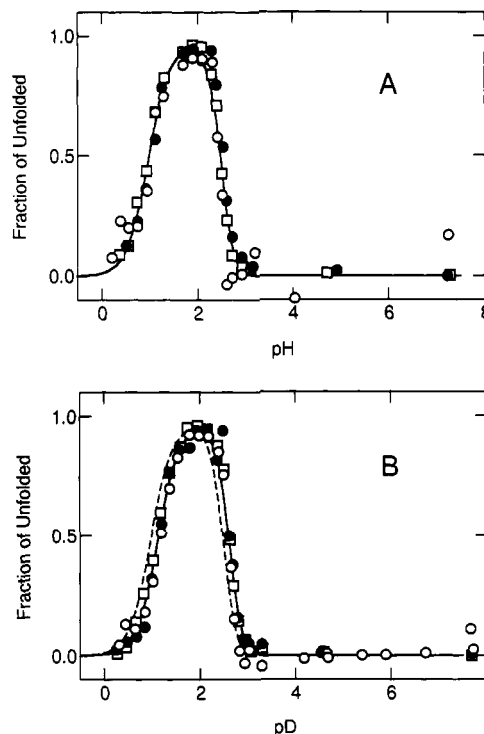 1.0
A
Fraction of Unfolded
0.5
0.0
0 2 4 6 8
pH
1.0
B
Fraction of Unfolded
0.5
0.0
0 2 4 6
pD